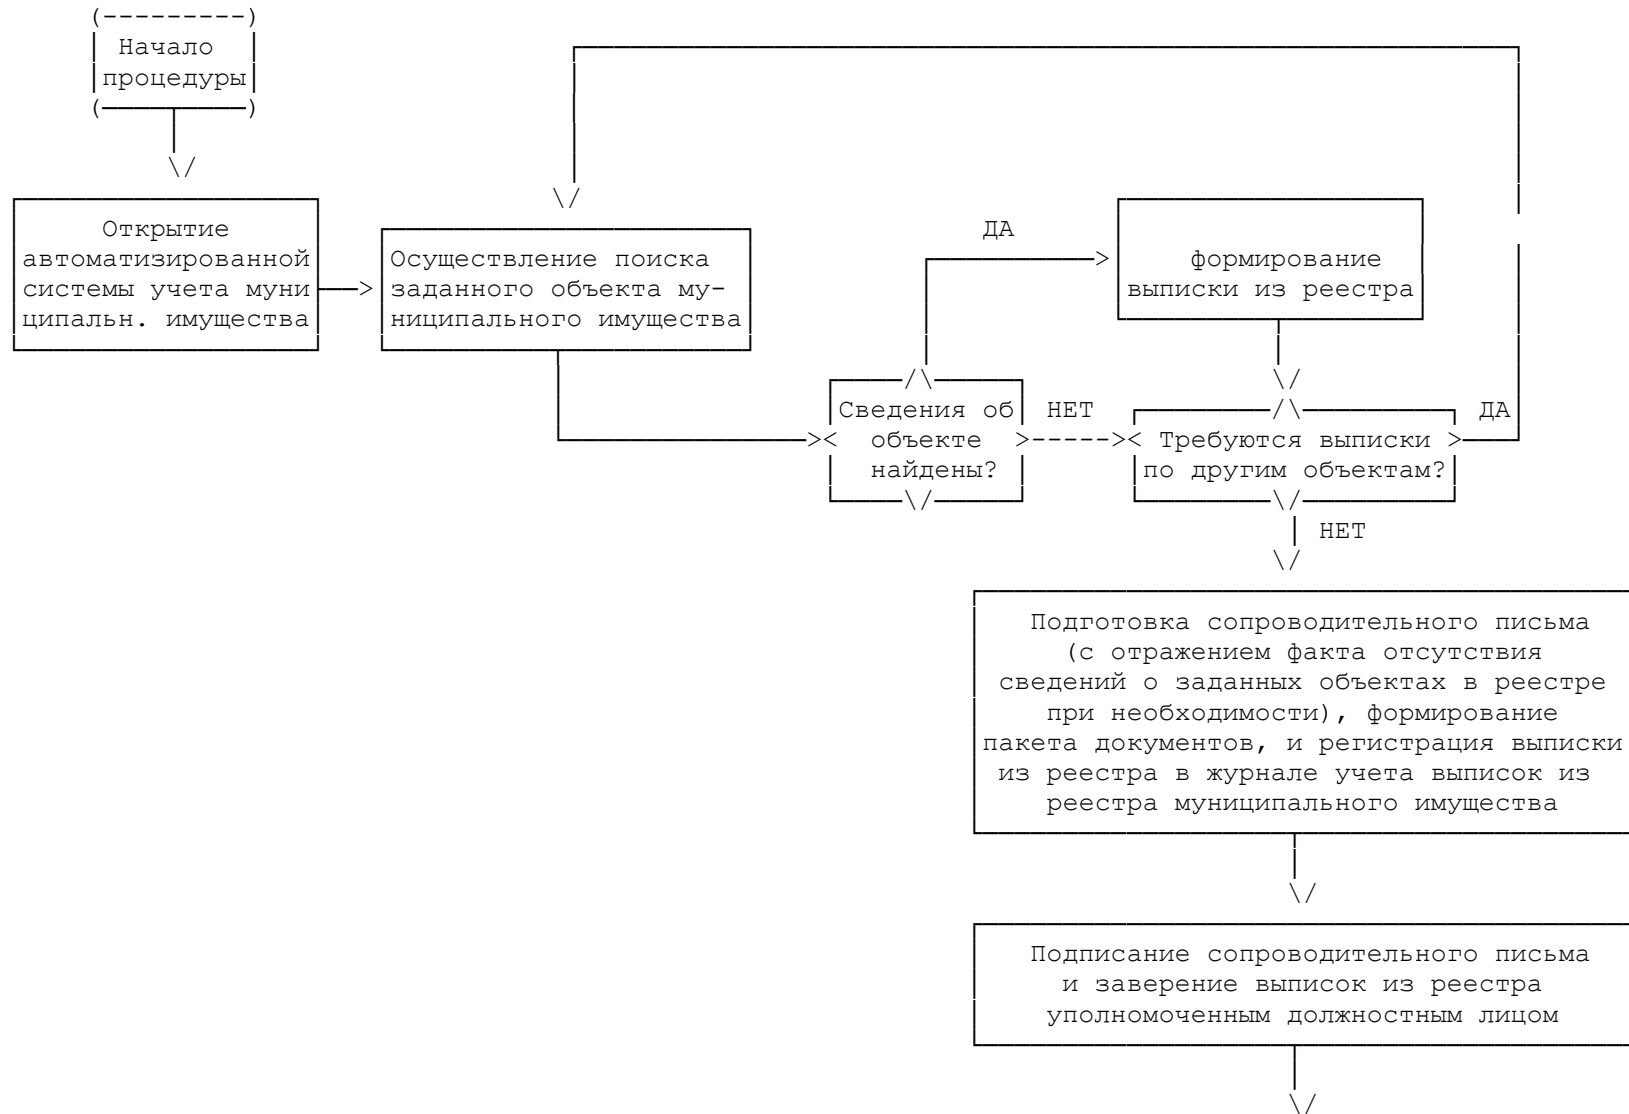 Начало
процедуры
Открытие
автоматизированной
системы учета муни
ципальн. имущества
Осуществление поиска
заданного объекта му-
ниципального имущества
ДА
формирование
выписки из реестра
Сведения об
объекте
найдены?
НЕТ
Требуются выписки
по другим объектам?
ДА
НЕТ
Подготовка сопроводительного письма
(с отражением факта отсутствия
сведений о заданных объектах в реестре
при необходимости), формирование
пакета документов, и регистрация выписки
из реестра в журнале учета выписок из
реестра муниципального имущества
Подписание сопроводительного письма
и заверение выписок из реестра
уполномоченным должностным лицом